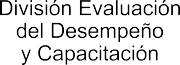 División Evaluación
del Desempeño
y Capacitación